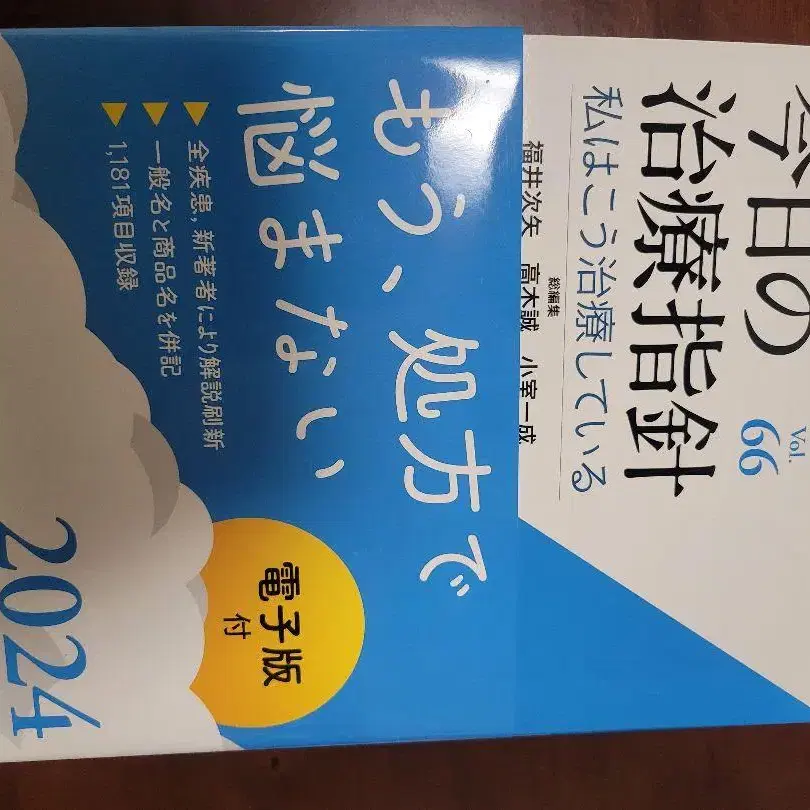 今日の
治療指針
Vol.
66
私はこう治療している
総編集
福井次矢 高木誠 小室一成
もう、処方で
悩まない
全疾患, 新著者により解説刷新
一般名と商品名を併記
1,181項目収録
電子版
付
2024